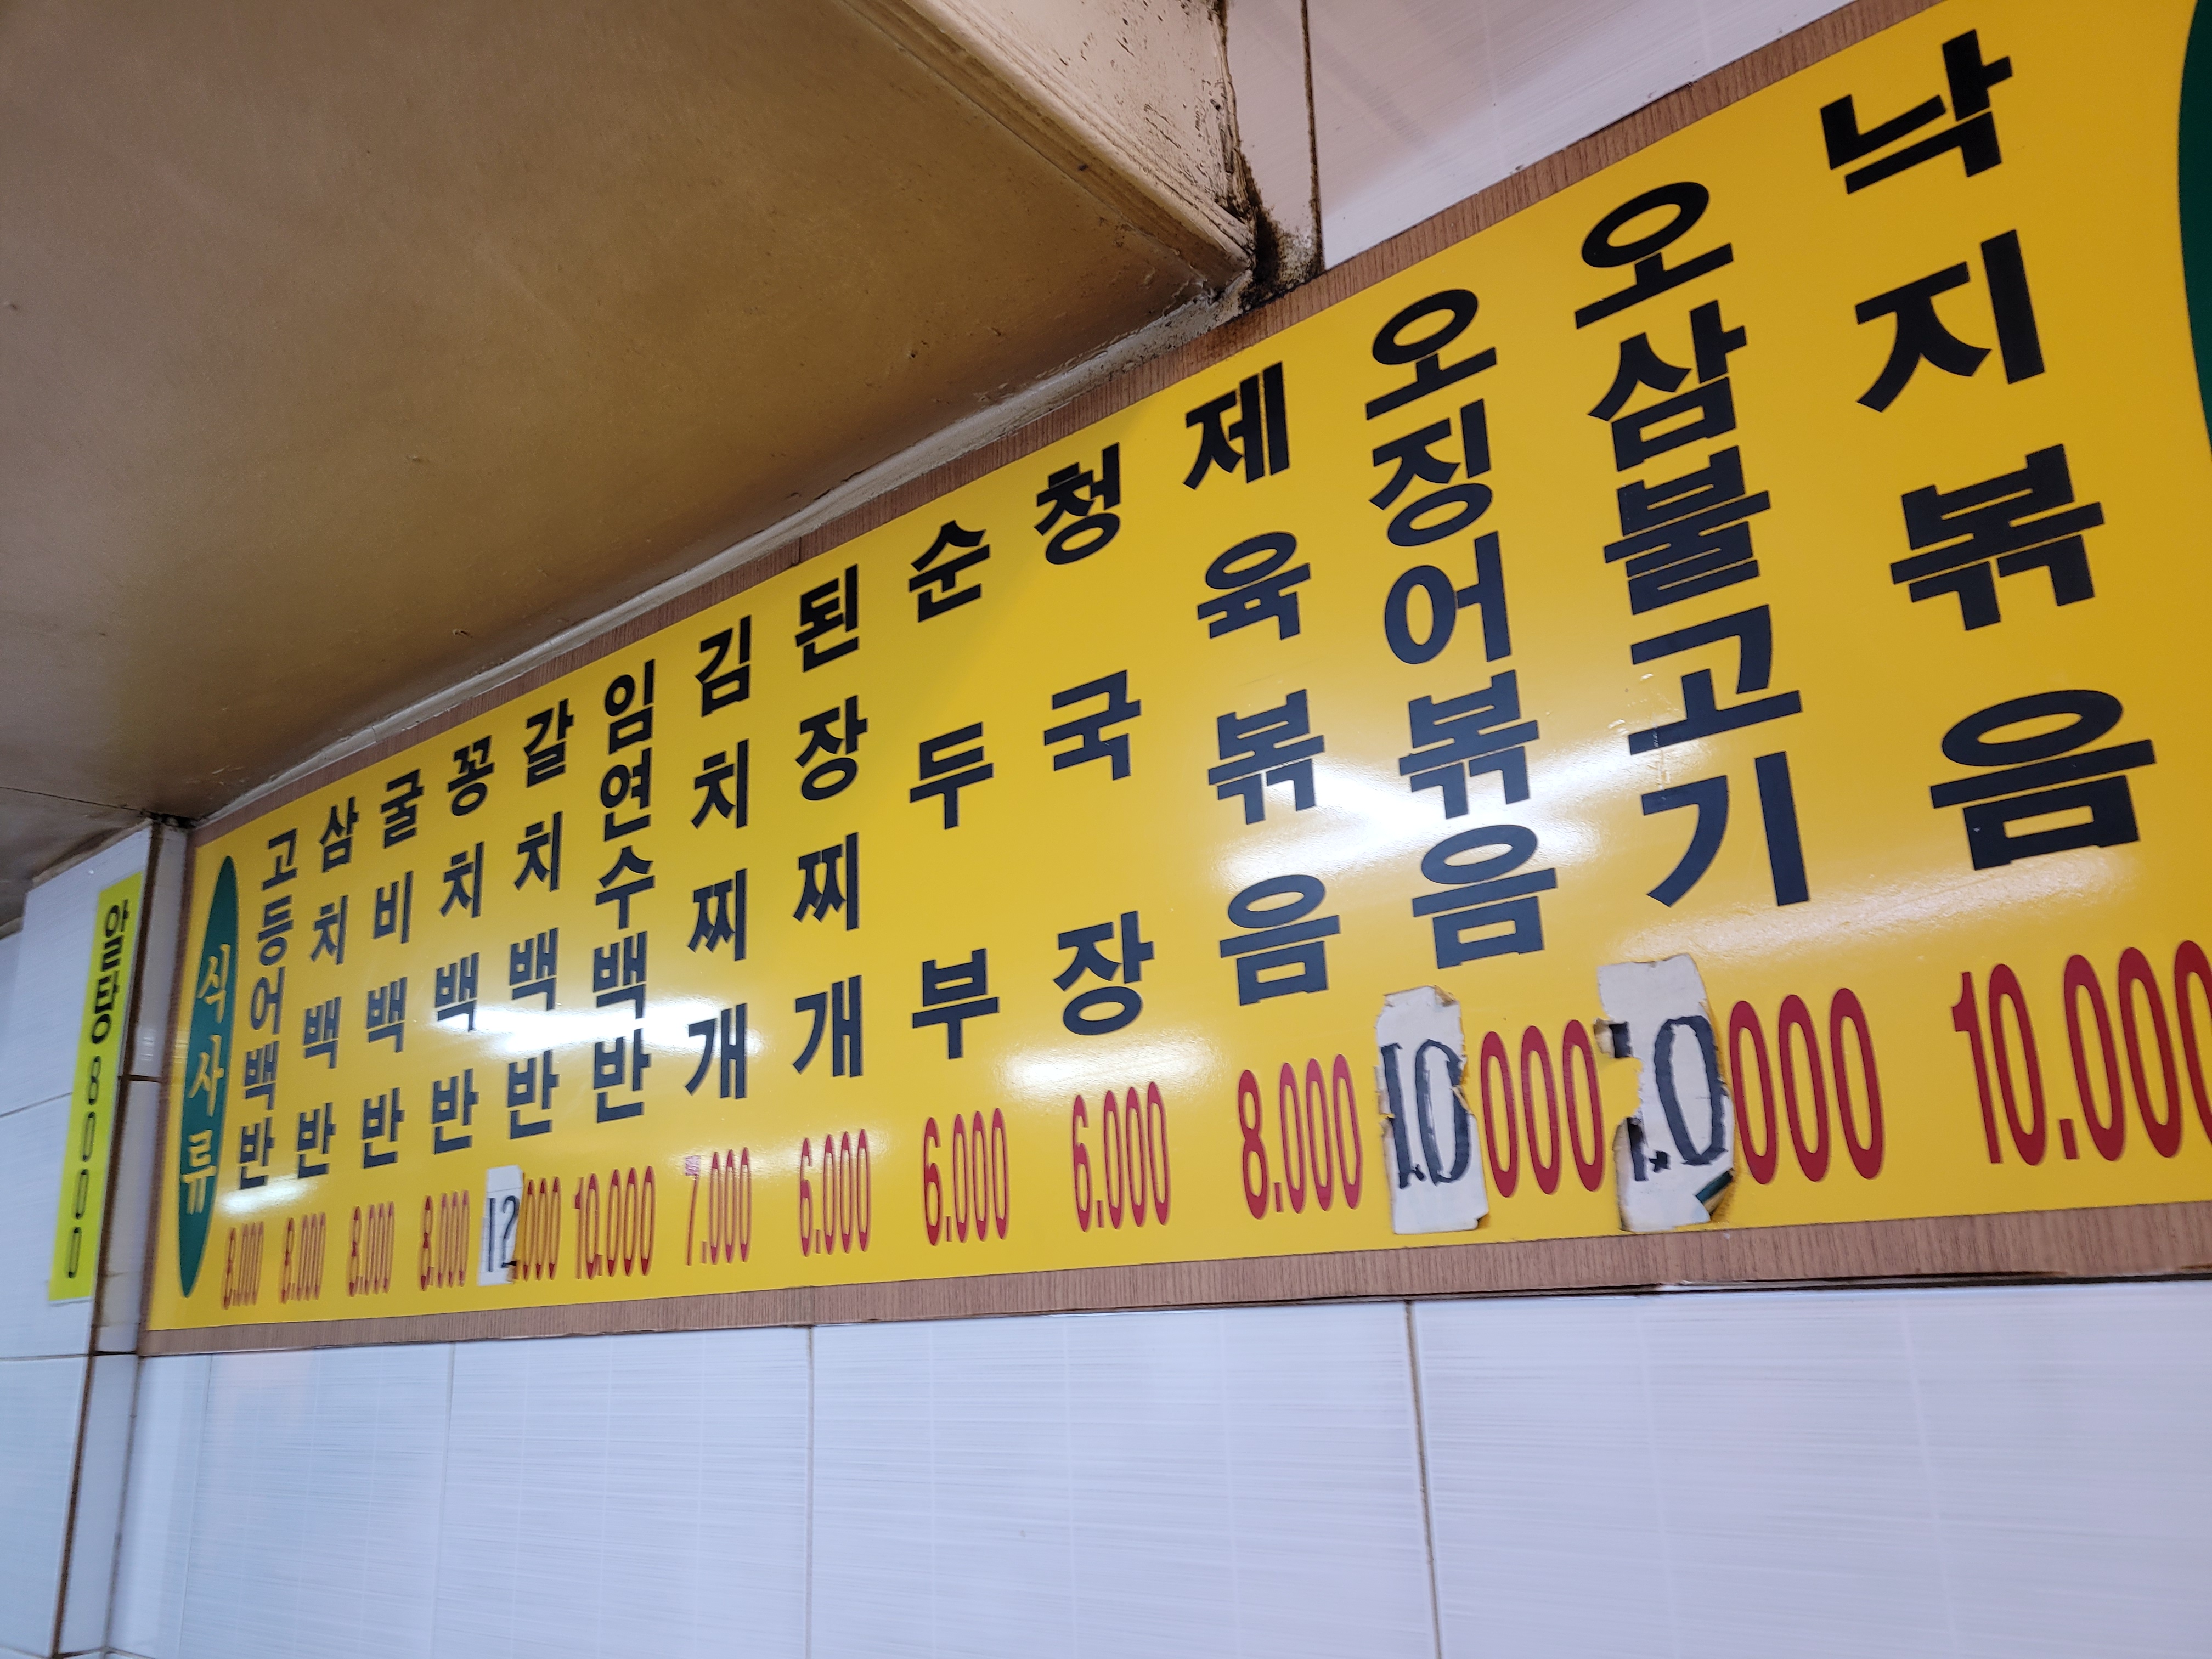 알탕 8000
식사류
고등어백반 8.000
삼치백반 8.000
굴비백반 8.000
꽁치백반 8.000
갈치백반 12.000
임연수백반 10.000
김치찌개 7.000
된장찌개 6.000
순두부 6.000
청국장 6.000
제육볶음 8.000
오징어볶음 10.000
오삼불고기 10.000
낙지볶음 10.000